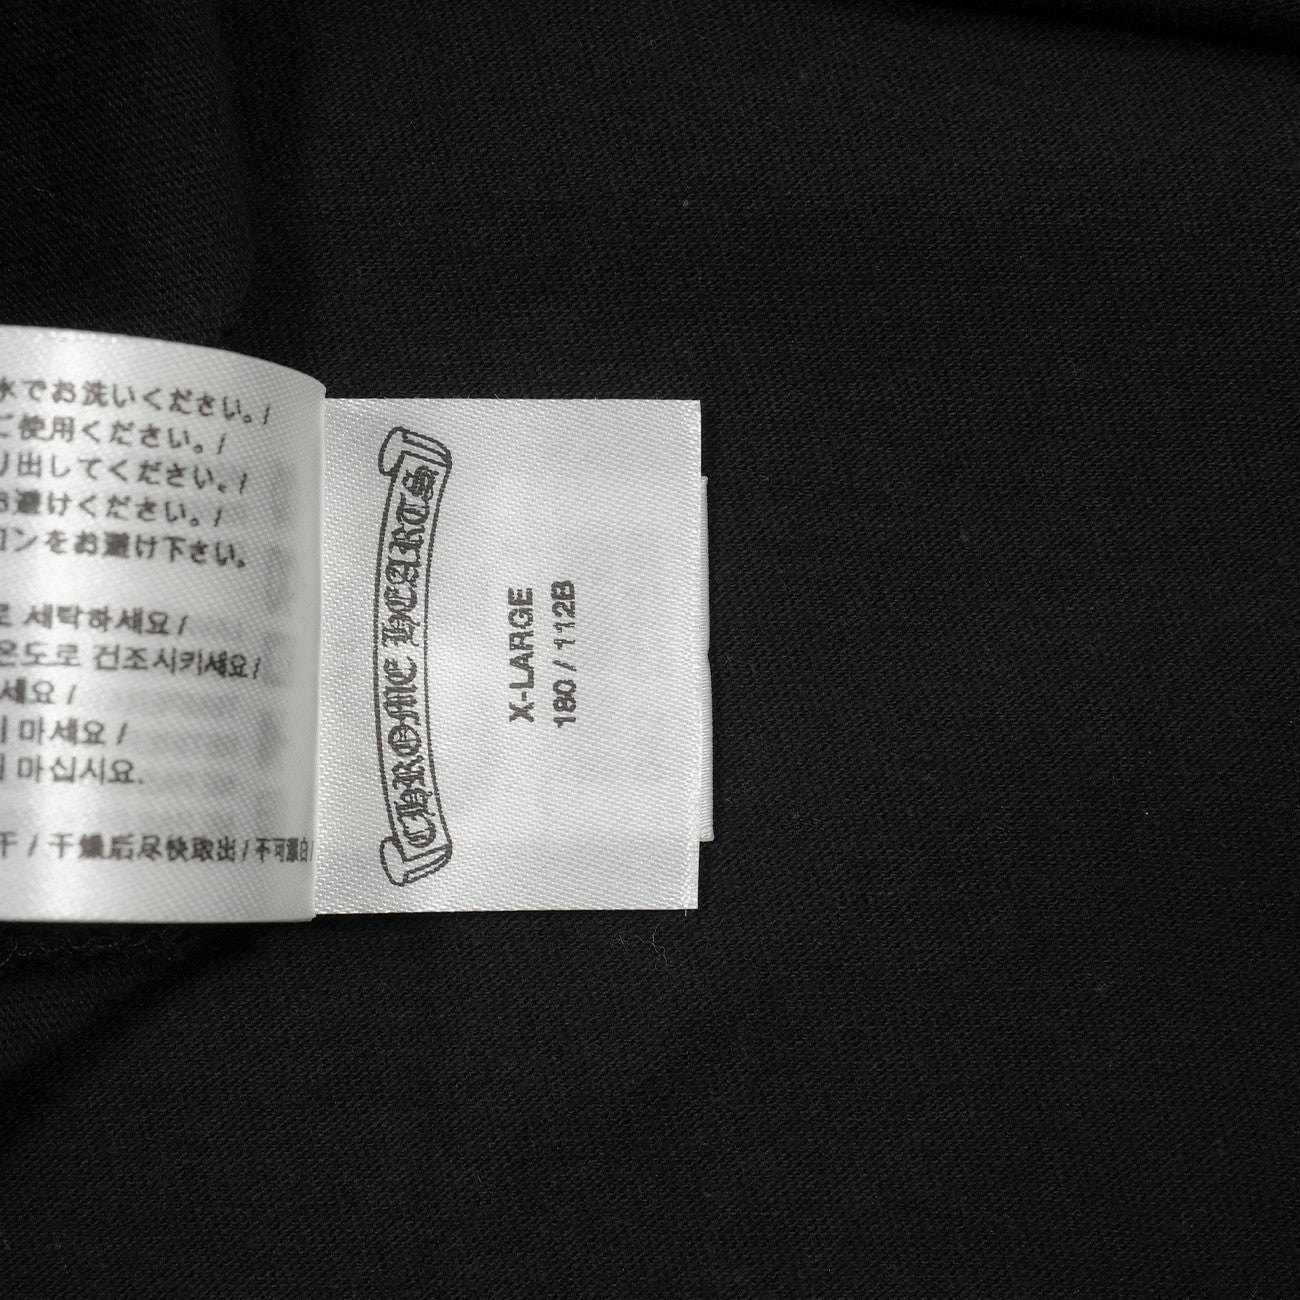 水でお洗いください。/
ご使用ください。/
り出してください。/
お避けください。/
ロンをお避け下さい。
로 세탁하세요 /
온도로 건조시키세요/
세요 /
지 마세요 /
마십시요.
干 / 干燥后尽快取出/不可漂白/
CHROME HEARTS
X-LARGE
180 / 112B